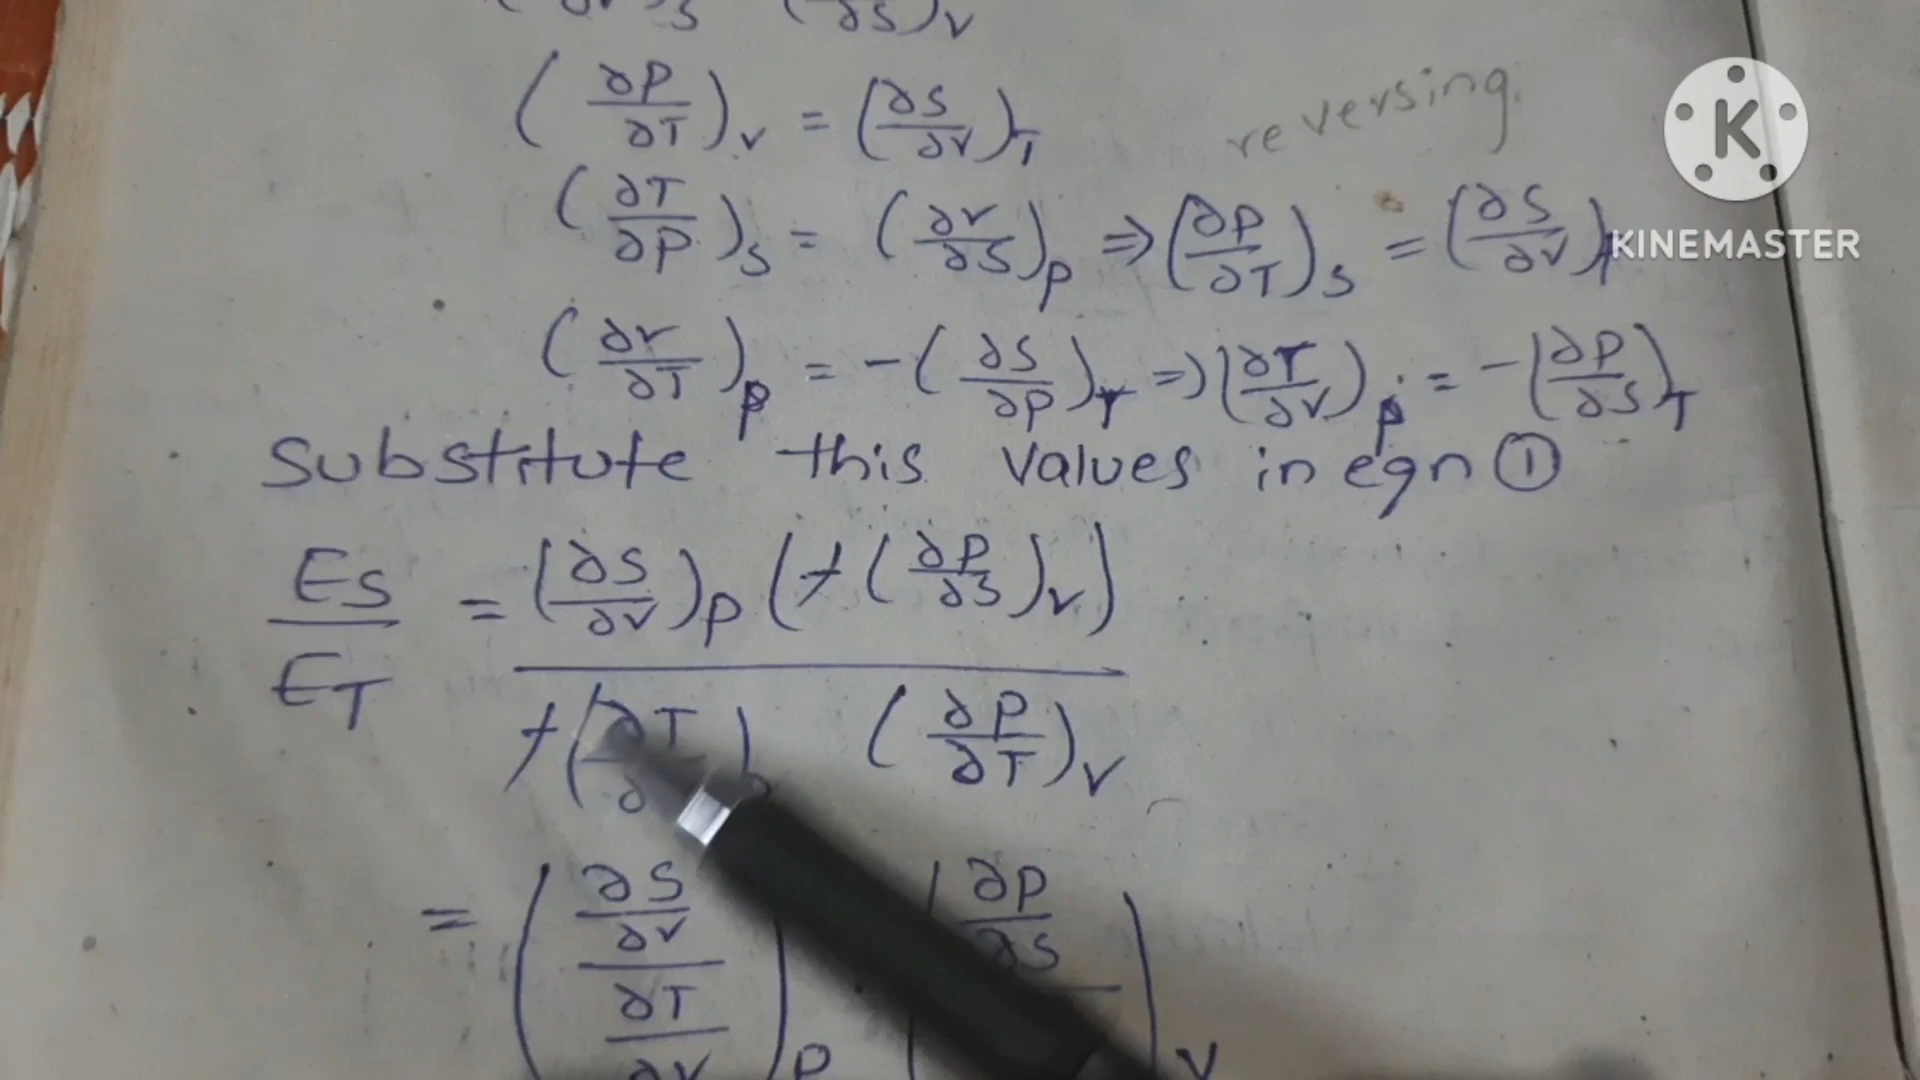 (∂P/∂T)v = (∂S/∂V)T
reversing.
(∂T/∂P)S = (∂V/∂S)P ⇒ (∂P/∂T)S = (∂S/∂V)
KINEMASTER
(∂V/∂T)P = -(∂S/∂P)T ⇒ (∂T/∂V)P = -(∂P/∂S)T
Substitute this values in eqn ①
ES/ET = (∂S/∂V)P (-(∂P/∂S)V) / -(∂T/∂ ) (∂P/∂T)V
= (∂S/∂V / ∂T/∂V)P (∂P/∂S )V